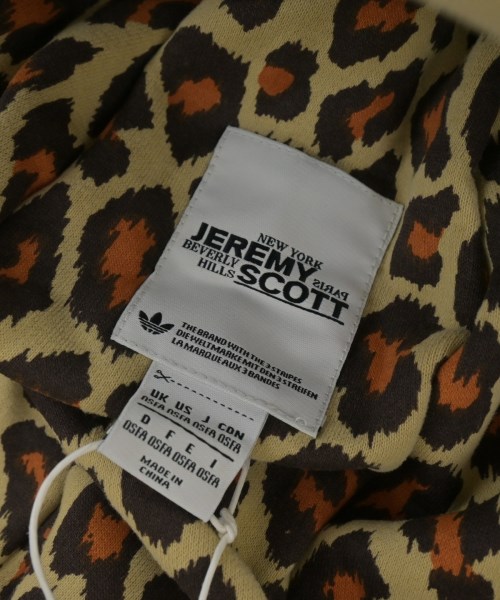 NEW YORK
JEREMY
BEVERLY PARIS
HILLS SCOTT
THE BRAND WITH THE 3 STRIPES
DIE WELTMARKE MIT DEN 3 STREIFEN
LA MARQUE AUX 3 BANDES
UK US J CDN
OSFA OSFA OSFA OSFA
D F E I
OSFA OSFA OSFA OSFA
MADE IN
CHINA